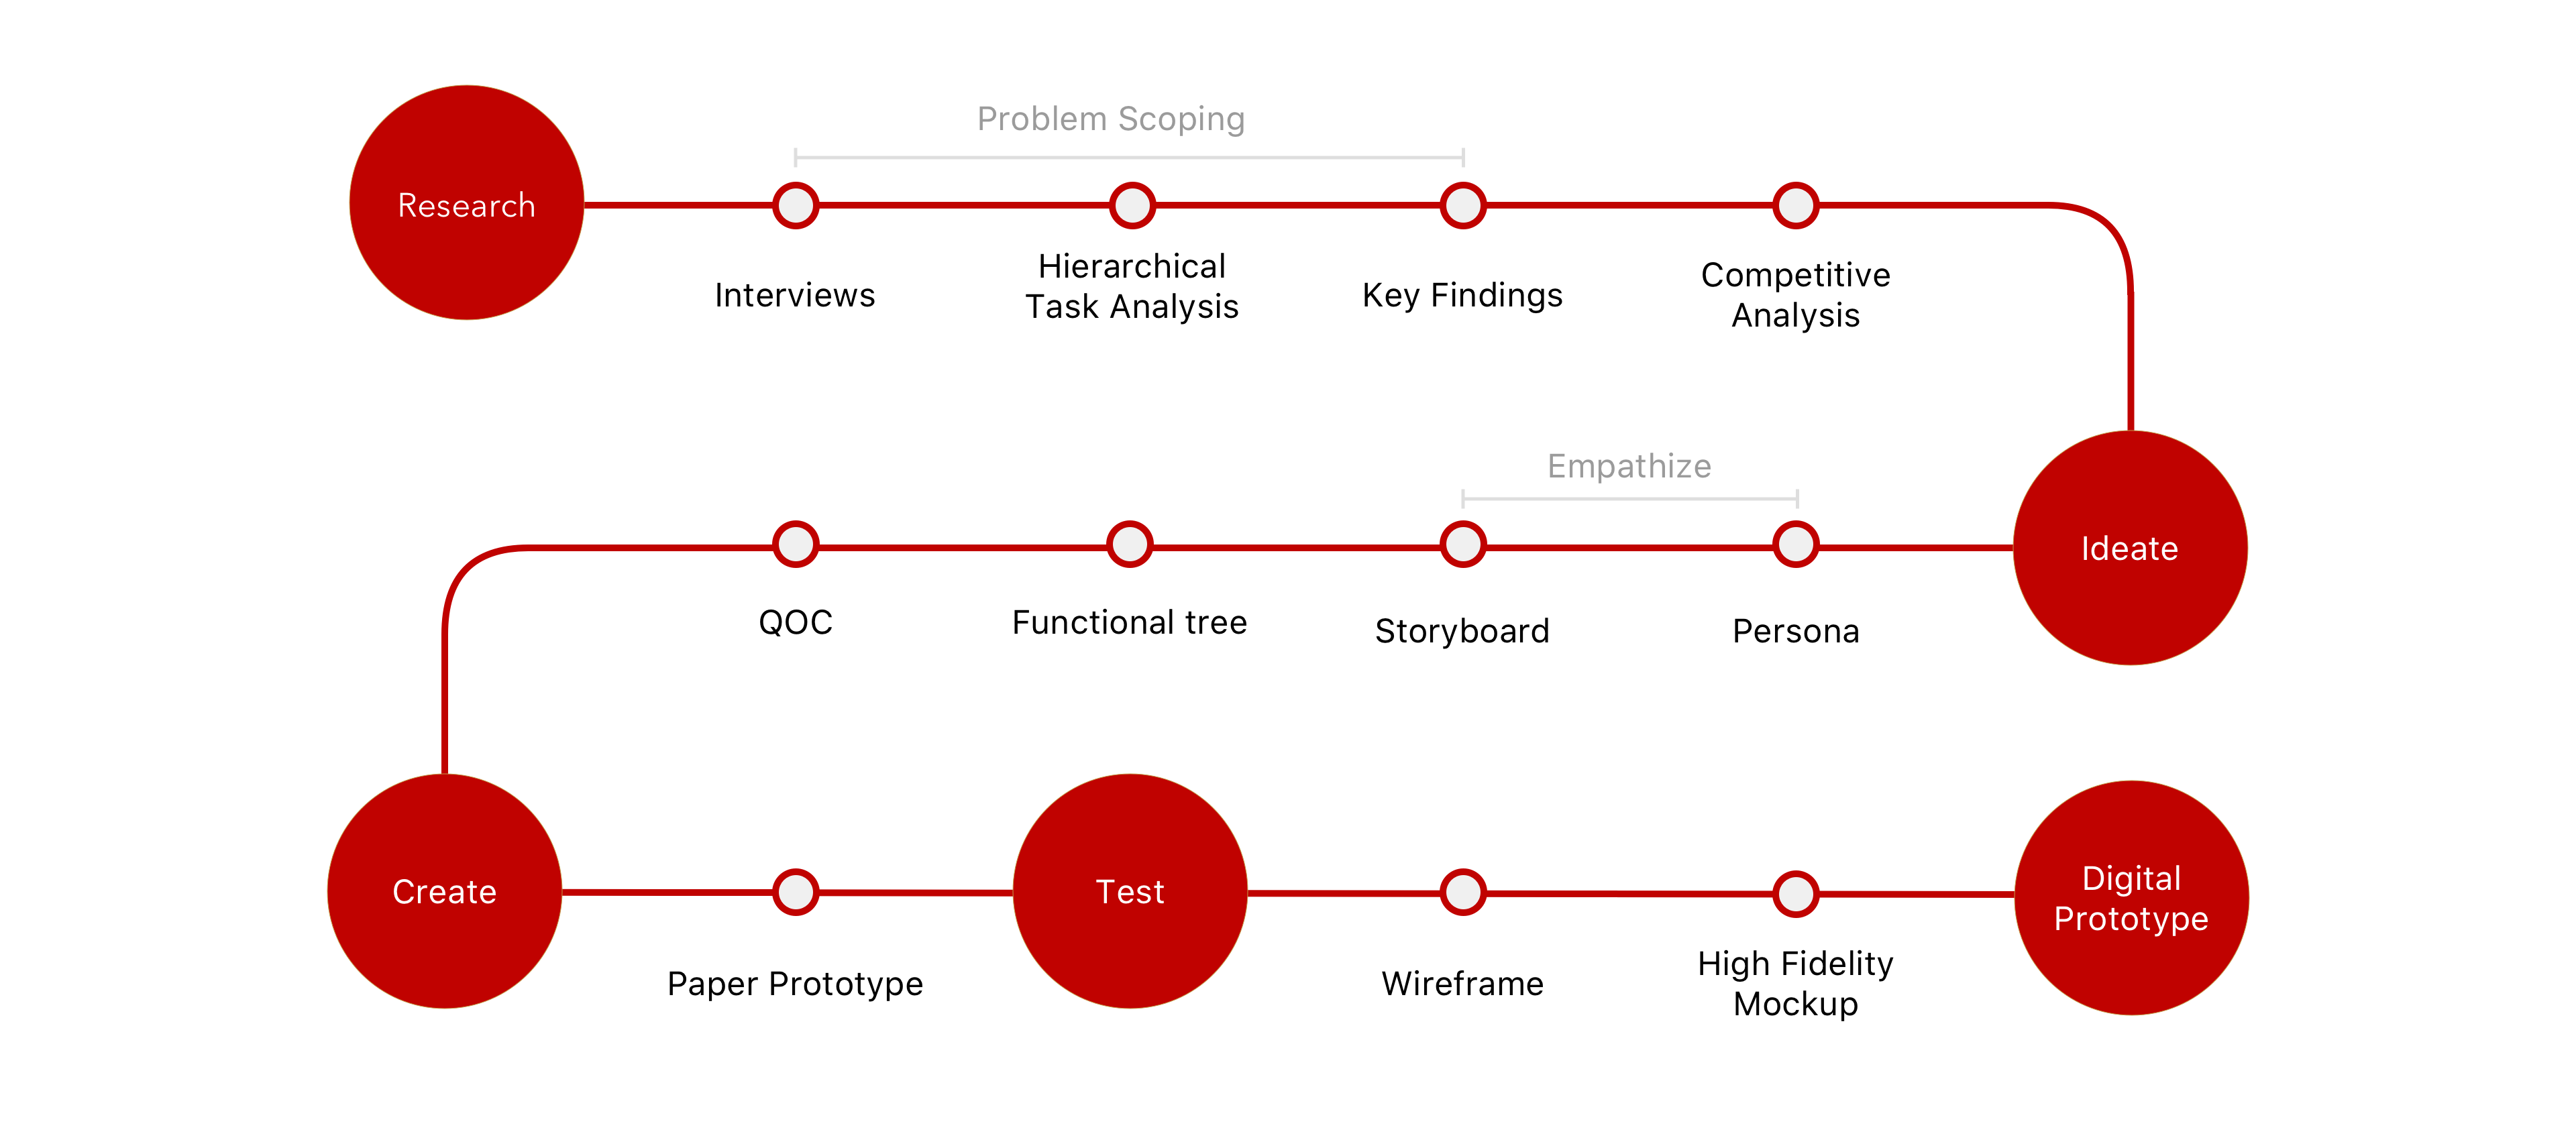 Problem Scoping
Research
Interviews
Hierarchical
Task Analysis
Key Findings
Competitive
Analysis
Empathize
Ideate
QOC
Functional tree
Storyboard
Persona
Create
Paper Prototype
Test
Wireframe
High Fidelity
Mockup
Digital
Prototype